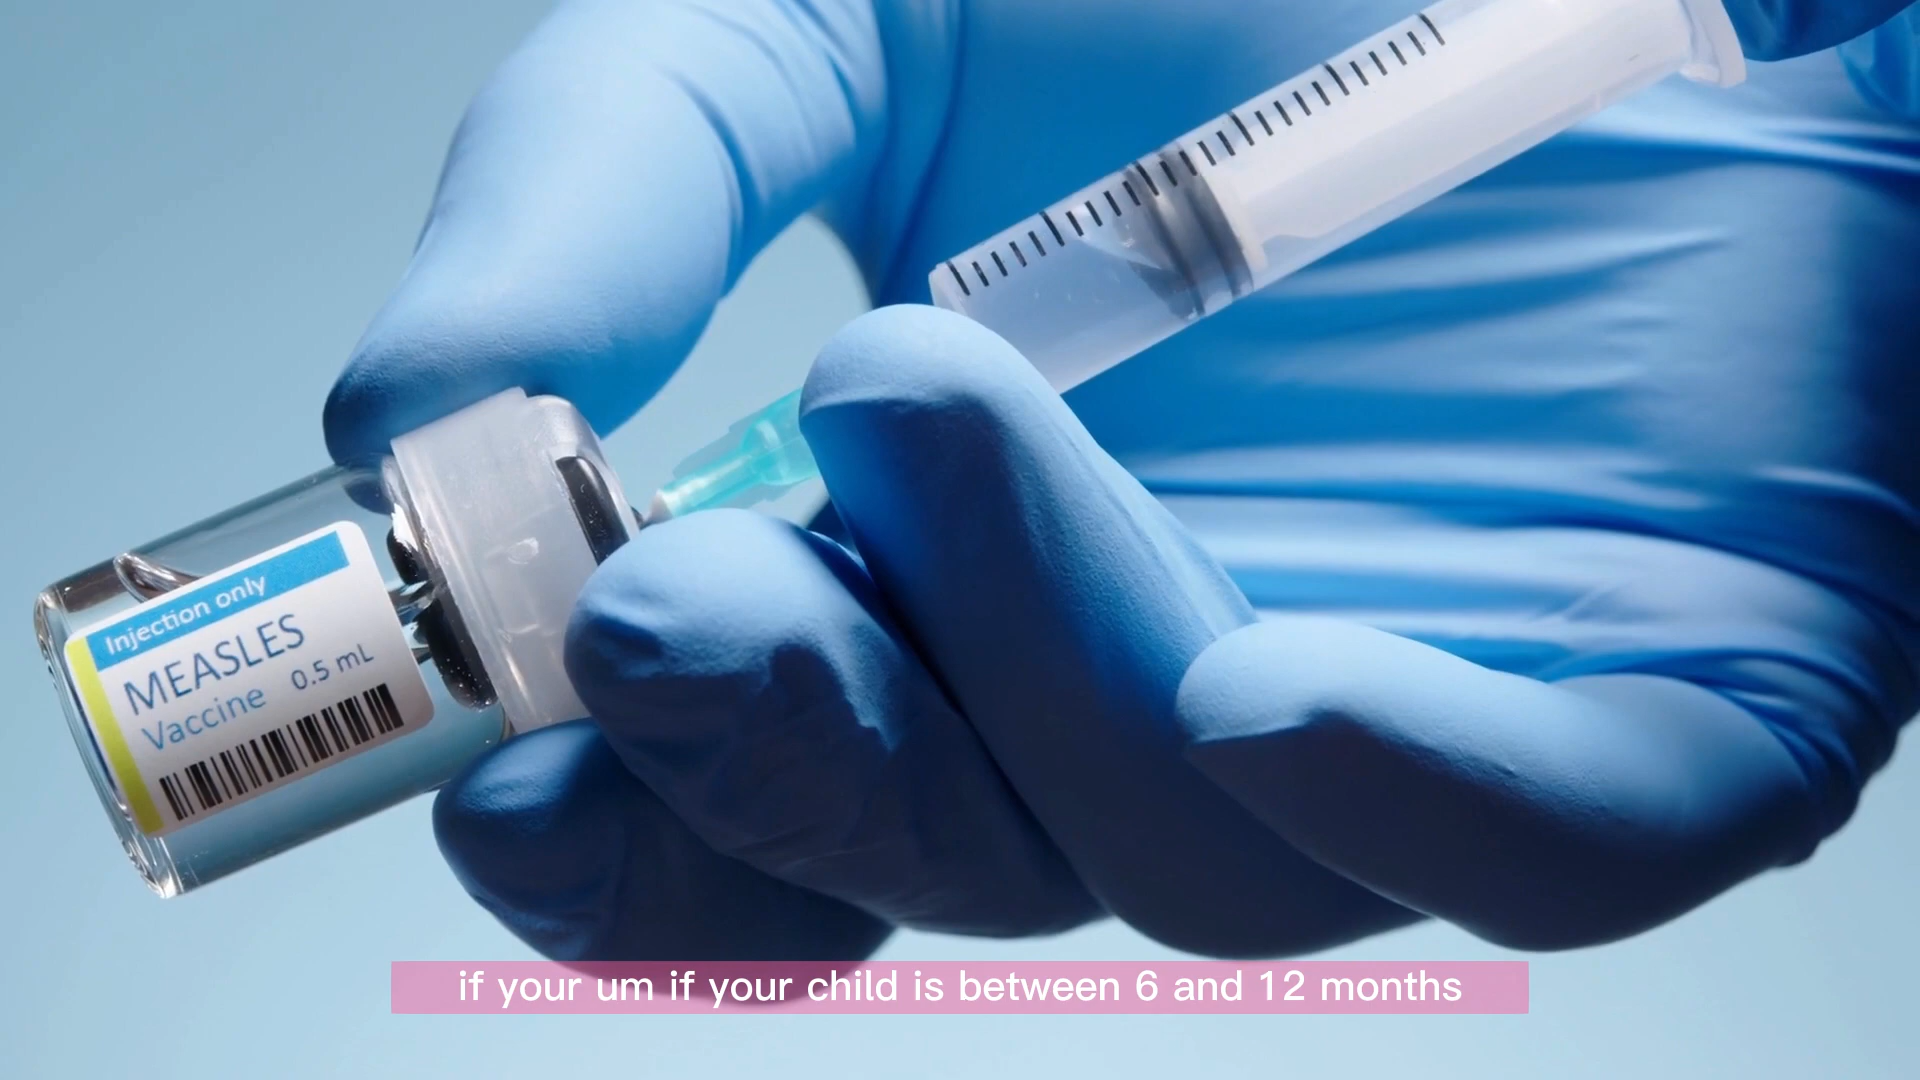 Injection only
MEASLES
Vaccine 0.5 mL
if your um if your child is between 6 and 12 months